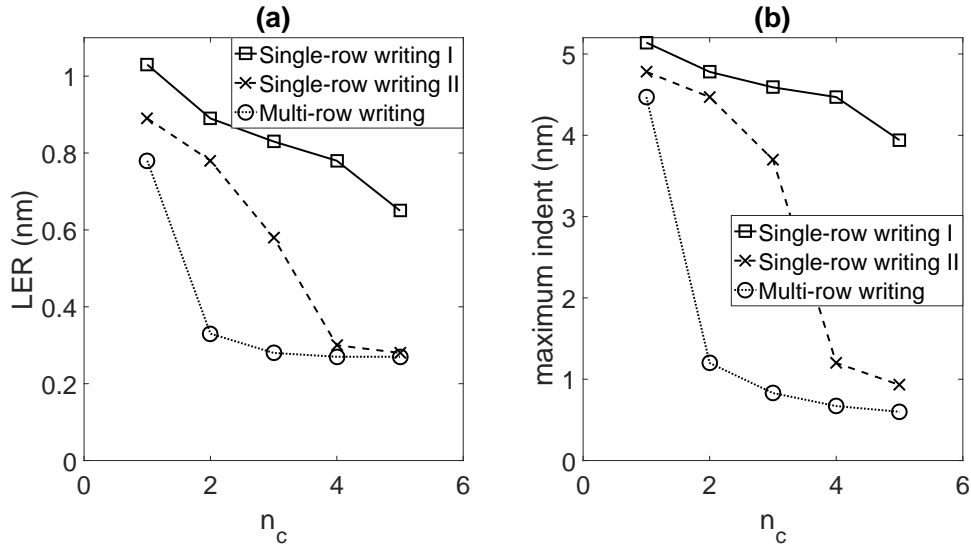 (a)
LER (nm)
1
0.8
0.6
0.4
0.2
0
0 2 4 6
n_c
Single-row writing I
Single-row writing II
Multi-row writing
(b)
maximum indent (nm)
5
4
3
2
1
0
0 2 4 6
n_c
Single-row writing I
Single-row writing II
Multi-row writing